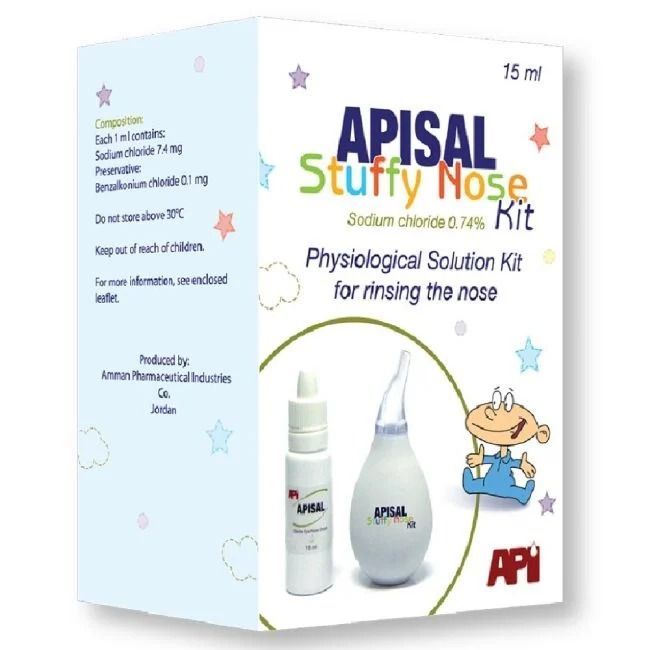 Composition:
Each 1 ml contains:
Sodium chloride 7.4 mg
Preservative:
Benzalkonium chloride 0.1 mg
Do not store above 30°C
Keep out of reach of children.
For more information, see enclosed
leaflet.
Produced by:
Amman Pharmaceutical Industries
Co.
Jordan
15 ml
APISAL
Stuffy Nose
Kit
Sodium chloride 0.74%
Physiological Solution Kit
for rinsing the nose
API
APISAL
15 ml
APISAL
Stuffy Nose
Kit
API